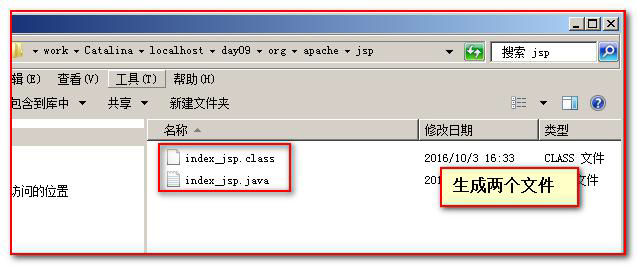 work ▾ Catalina ▾ localhost ▾ day09 ▾ org ▾ apache ▾ jsp
搜索 jsp
辑(E) 查看(V) 工具(T) 帮助(H)
包含到库中 共享 新建文件夹
名称 修改日期 类型
index_jsp.class 2016/10/3 16:33 CLASS 文件
index_jsp.java 文件
生成两个文件
访问的位置